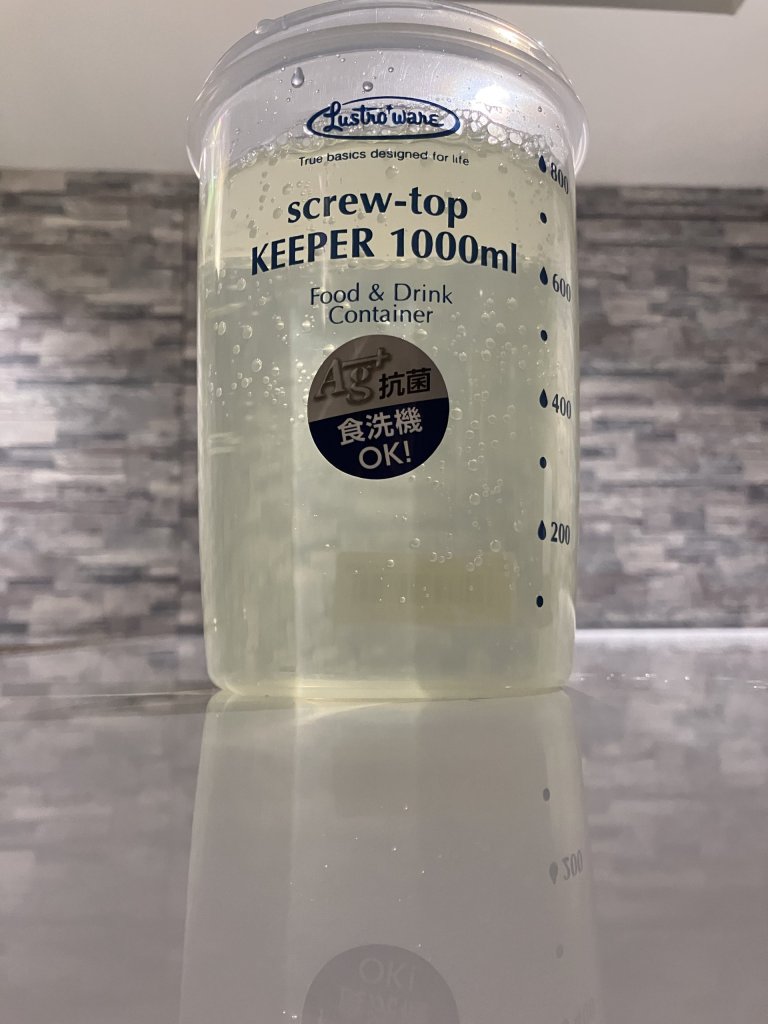 Lustro ware
True basics designed for life
screw-top
KEEPER 1000ml
Food & Drink
Container
Ag+ 抗菌
食洗機
OK!
800
600
400
200